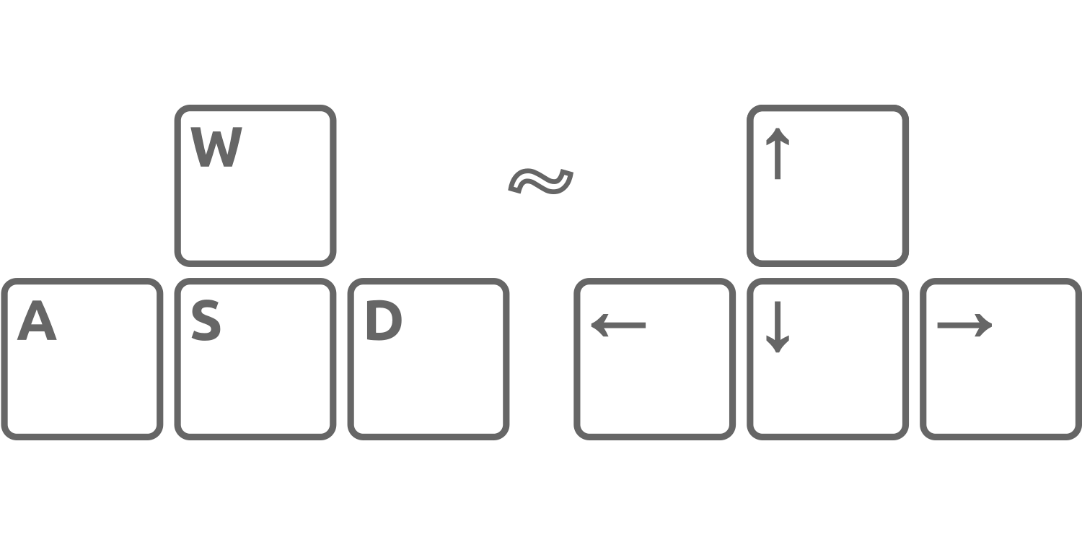 W ≈ ↑
A S D ← ↓ →